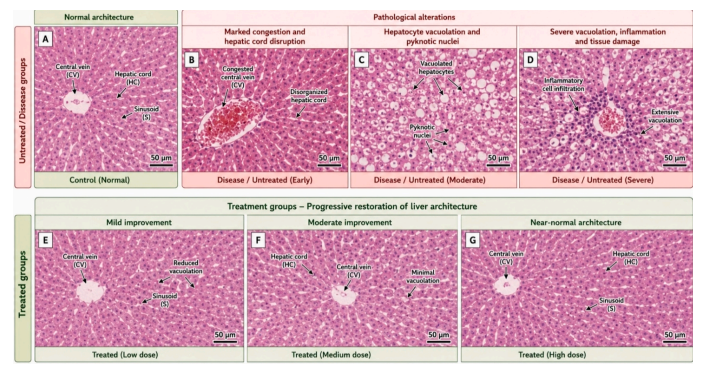 Normal architecture
Pathological alterations
Marked congestion and
hepatic cord disruption
Hepatocyte vacuolation and
pyknotic nuclei
Severe vacuolation, inflammation
and tissue damage
Untreated / Disease groups
A
Central vein
(CV)
Hepatic cord
(HC)
Sinusoid
(S)
50 µm
Control (Normal)
B
Congested
central vein
(CV)
Disorganized
hepatic cord
50 µm
Disease / Untreated (Early)
C
Vacuolated
hepatocytes
Pyknotic
nuclei
50 µm
Disease / Untreated (Moderate)
D
Inflammatory
cell infiltration
Extensive
vacuolation
50 µm
Disease / Untreated (Severe)
Treatment groups – Progressive restoration of liver architecture
Treated groups
Mild improvement
Moderate improvement
Near-normal architecture
E
Central vein
(CV)
Reduced
vacuolation
Sinusoid
(S)
50 µm
Treated (Low dose)
F
Hepatic cord
(HC)
Central vein
(CV)
Minimal
vacuolation
50 µm
Treated (Medium dose)
G
Central vein
(CV)
Hepatic cord
(HC)
Sinusoid
(S)
50 µm
Treated (High dose)